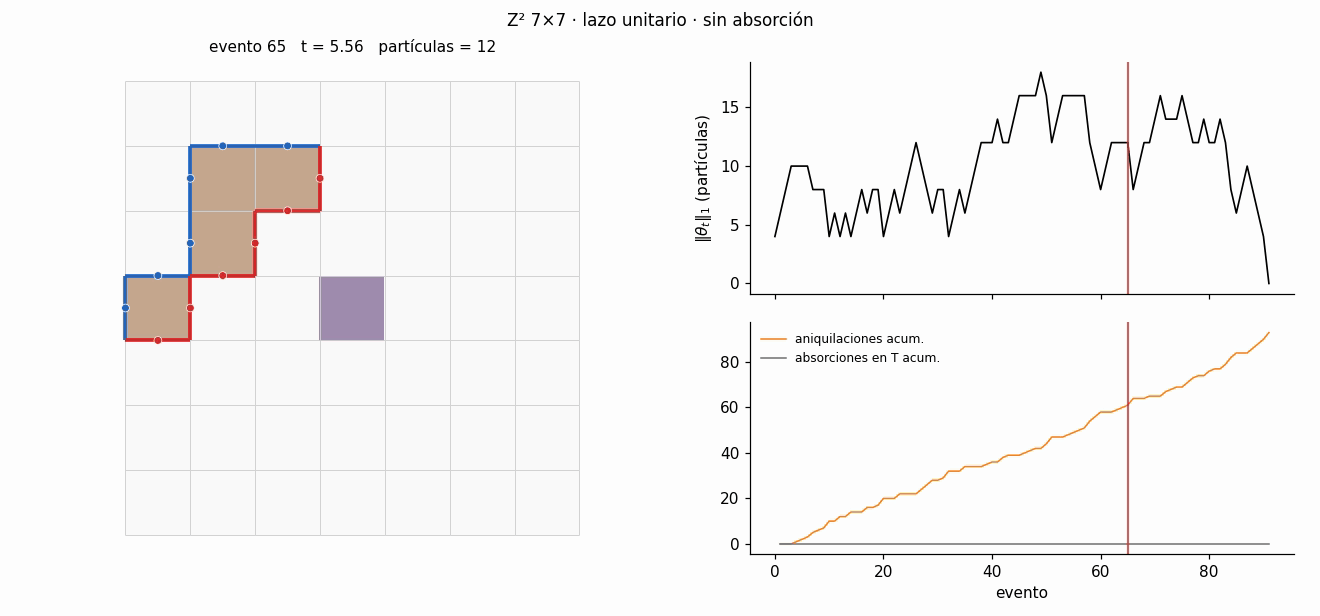 Z² 7×7 · lazo unitario · sin absorción
evento 65   t = 5.56   partículas = 12
‖θₜ‖₁ (partículas)
15
10
5
0
aniquilaciones acum.
absorciones en T acum.
80
60
40
20
0
0 20 40 60 80
evento